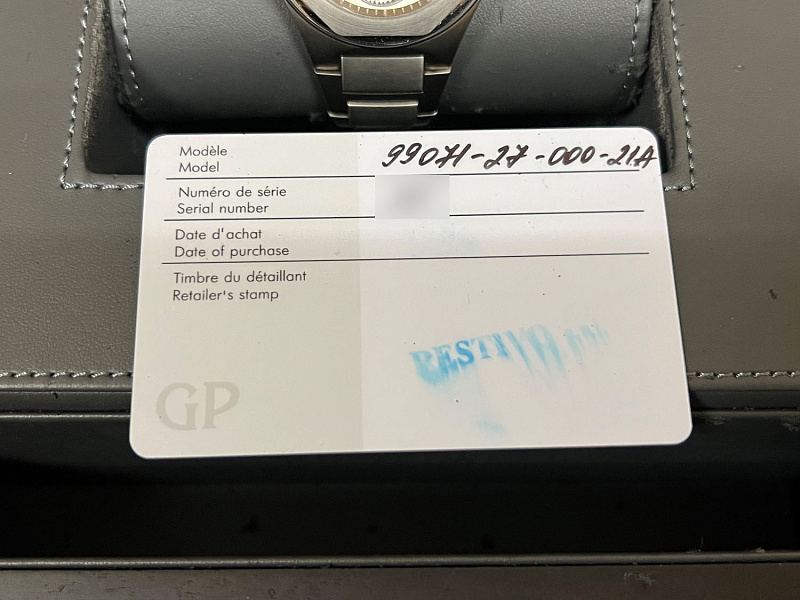 Modèle
Model
99071-27-000-21A
Numéro de série
Serial number
Date d'achat
Date of purchase
Timbre du détaillant
Retailer's stamp
GP